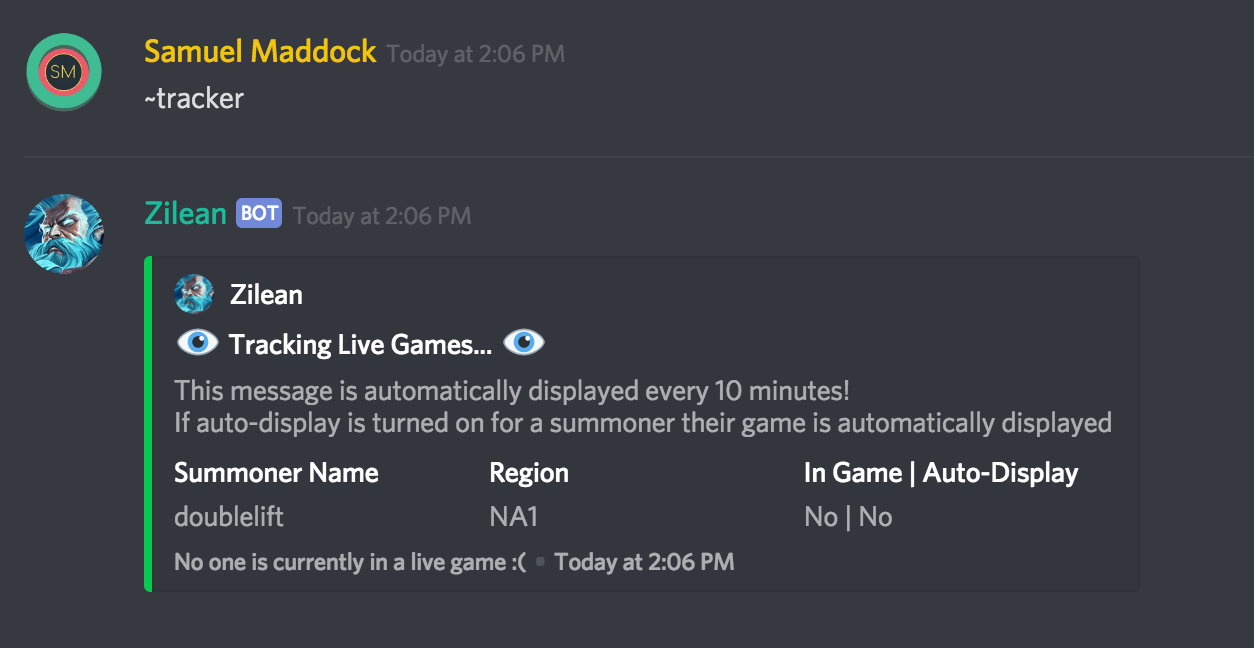 SM
Samuel Maddock Today at 2:06 PM
~tracker
Zilean BOT Today at 2:06 PM
Zilean
Tracking Live Games...
This message is automatically displayed every 10 minutes!
If auto-display is turned on for a summoner their game is automatically displayed
Summoner Name Region In Game | Auto-Display
doublelift NA1 No | No
No one is currently in a live game :( ▪ Today at 2:06 PM